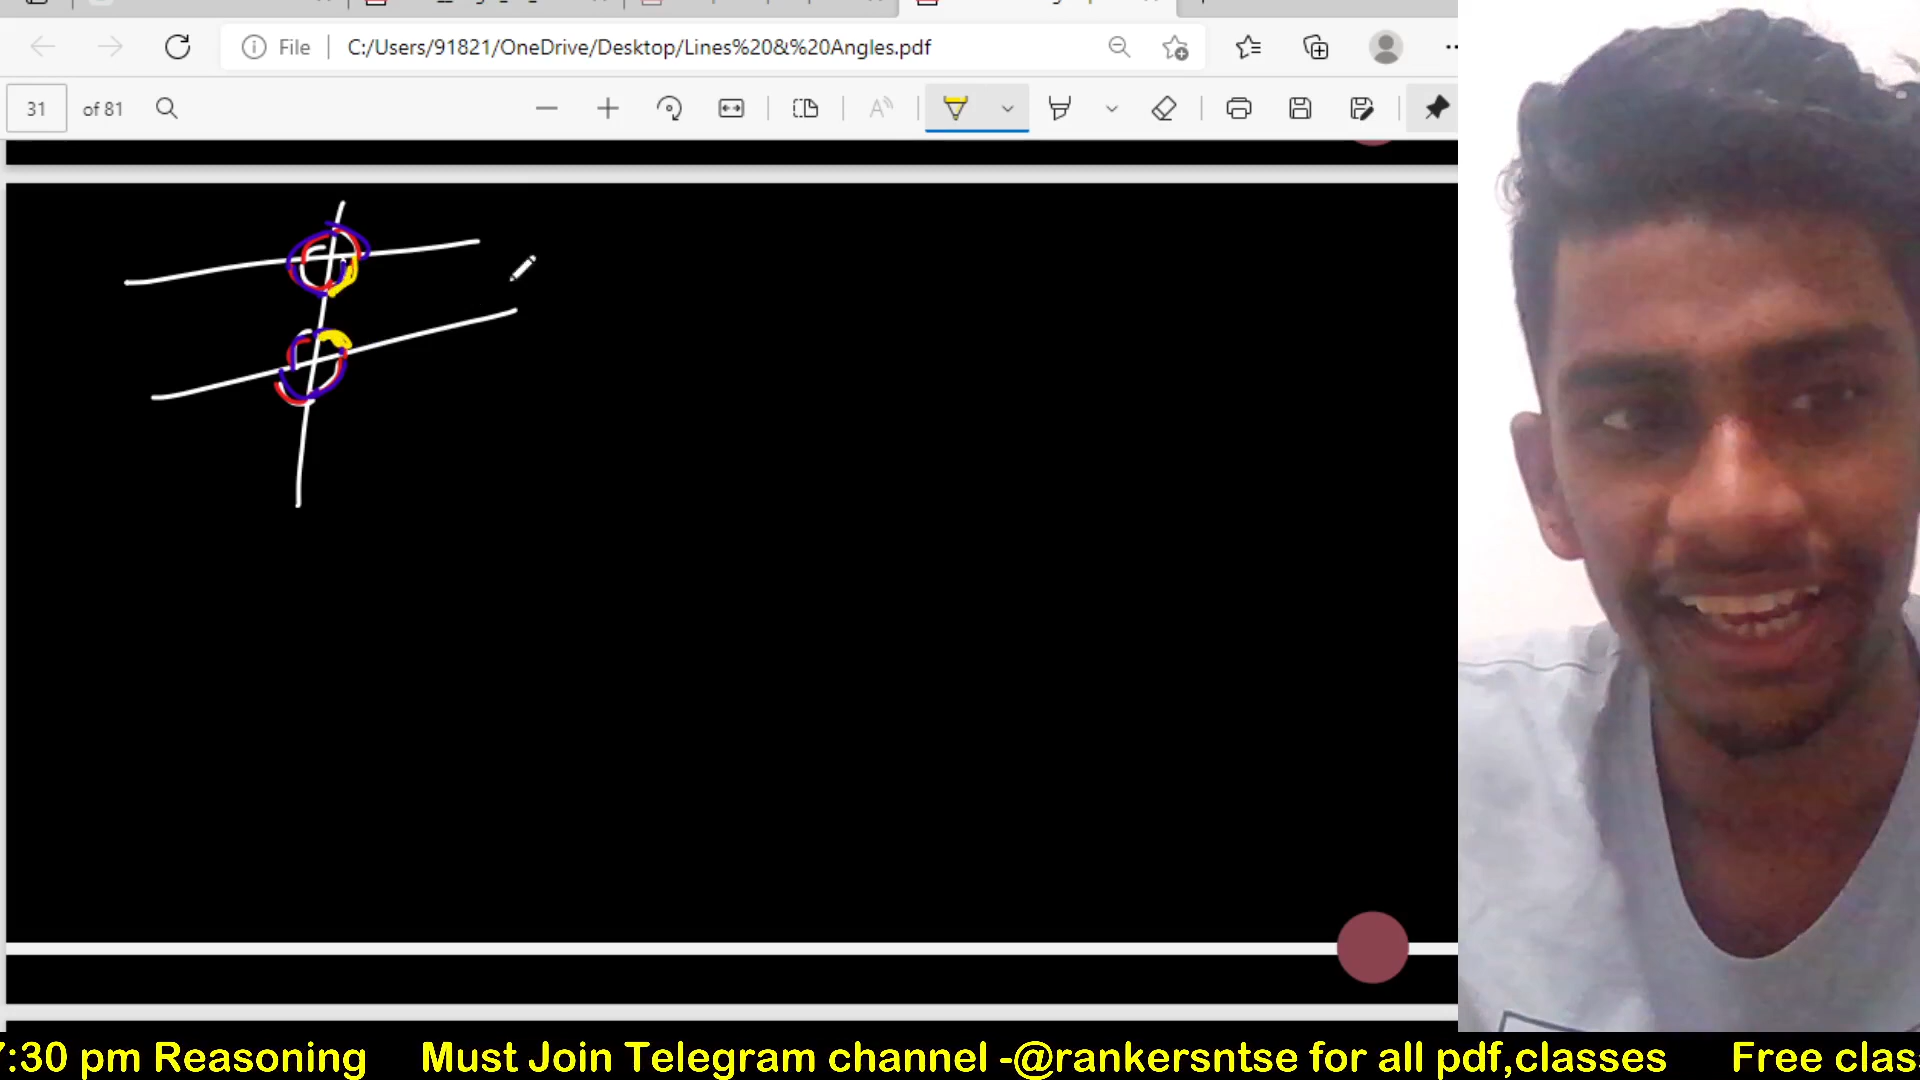 File
C:/Users/91821/OneDrive/Desktop/Lines%20&%20Angles.pdf
31 of 81
7:30 pm Reasoning Must Join Telegram channel -@rankersntse for all pdf,classes Free clas